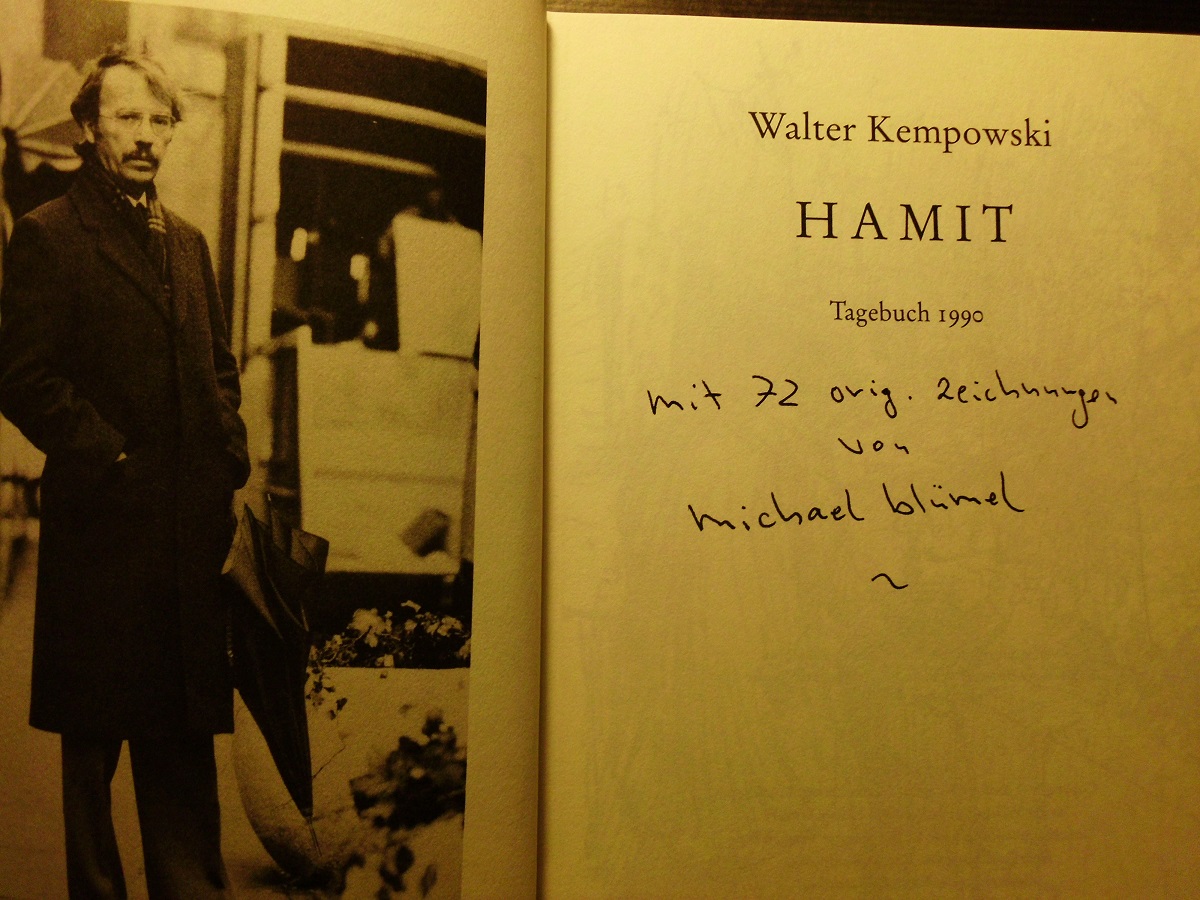 Walter Kempowski
HAMIT
Tagebuch 1990
mit 72 orig. Zeichnungen
von
michael blümel